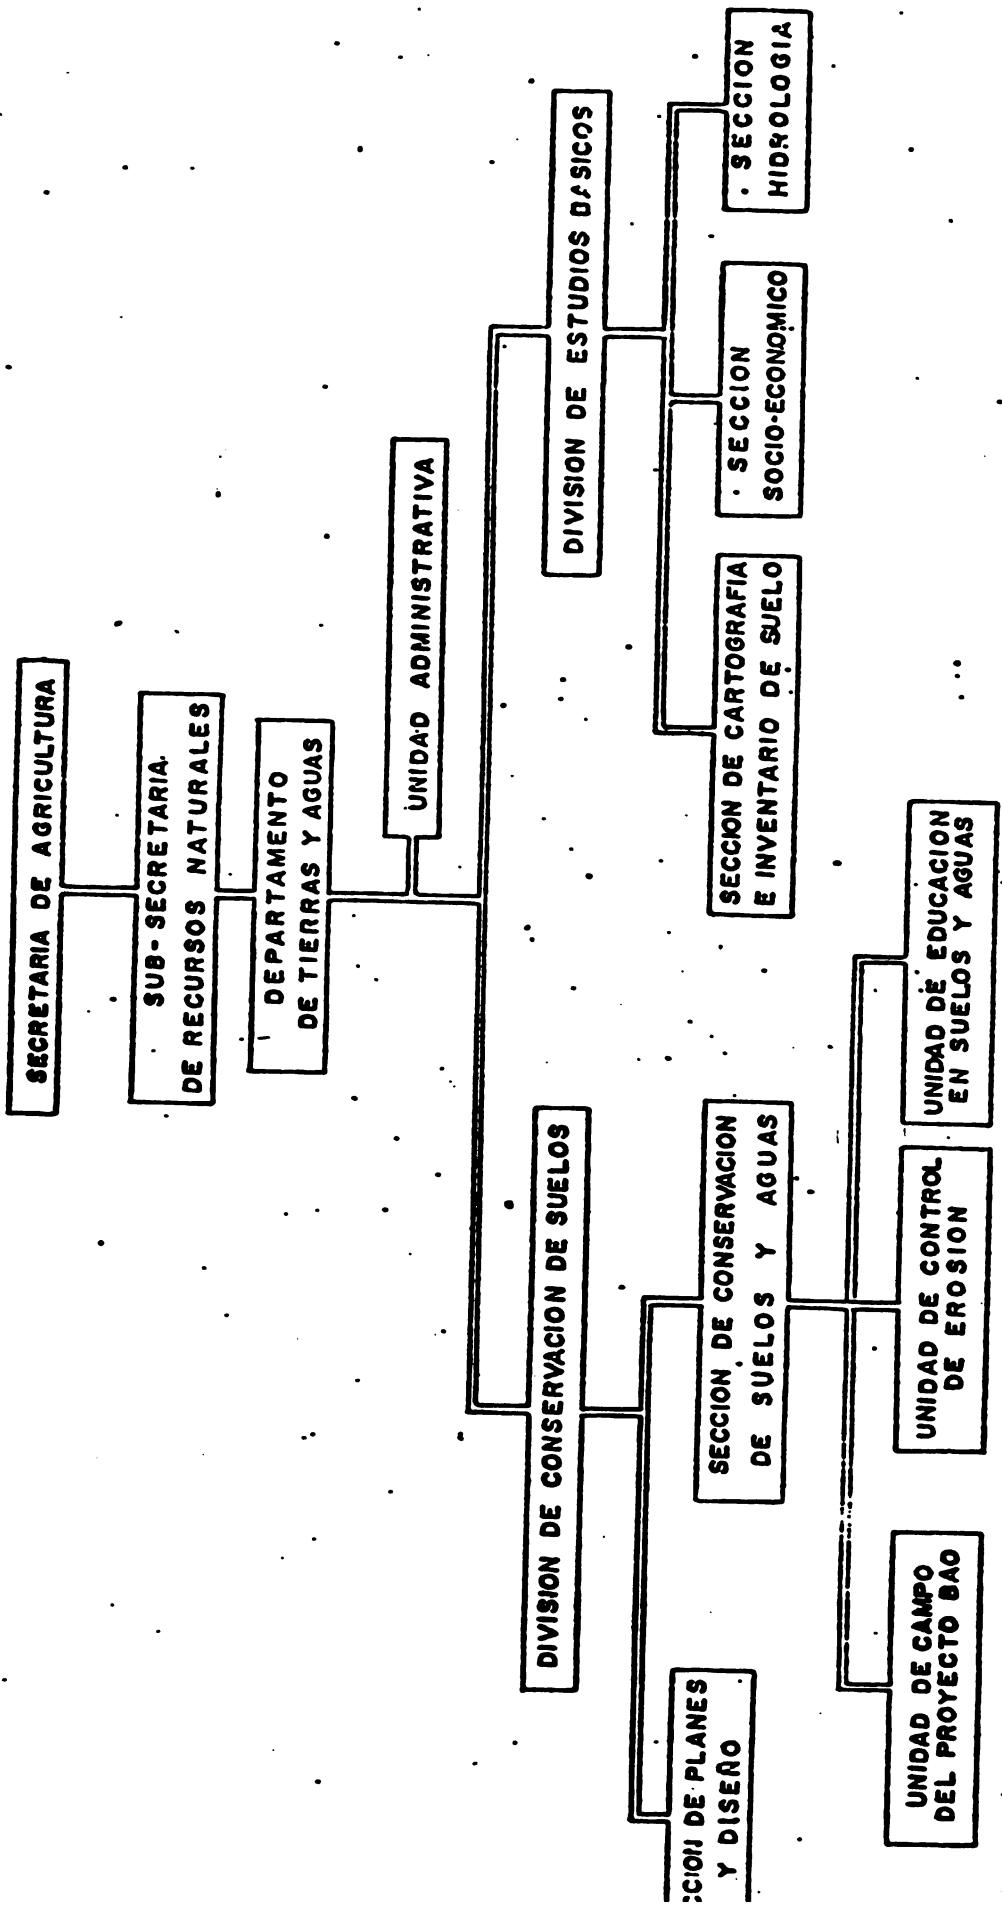 SECRETARIA DE AGRICULTURA
SUB-SECRETARIA.
DE RECURSOS NATURALES
DEPARTAMENTO
DE TIERRAS Y AGUAS
UNIDAD ADMINISTRATIVA
DIVISION DE CONSERVACION DE SUELOS
DIVISION DE ESTUDIOS BASICOS
CCION DE PLANES
Y DISEÑO
SECCION DE CONSERVACION
DE SUELOS Y AGUAS
SECCION DE CARTOGRAFIA
E INVENTARIO DE SUELO
SECCION
SOCIO-ECONOMICO
SECCION
HIDROLOGIA
UNIDAD DE CAMPO
DEL PROYECTO BAO
UNIDAD DE CONTROL
DE EROSION
UNIDAD DE EDUCACION
EN SUELOS Y AGUAS